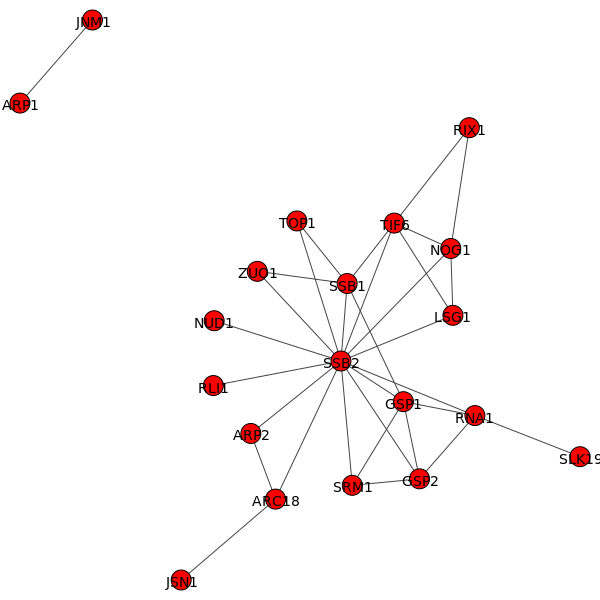 JNM1
ARP1
RIX1
TOP1
TIF6
NOG1
ZUO1
SSB1
NUD1
LSG1
SSB2
RLI1
GSP1
RNA1
ARP2
SLK19
GSP2
SRM1
ARC18
JSN1